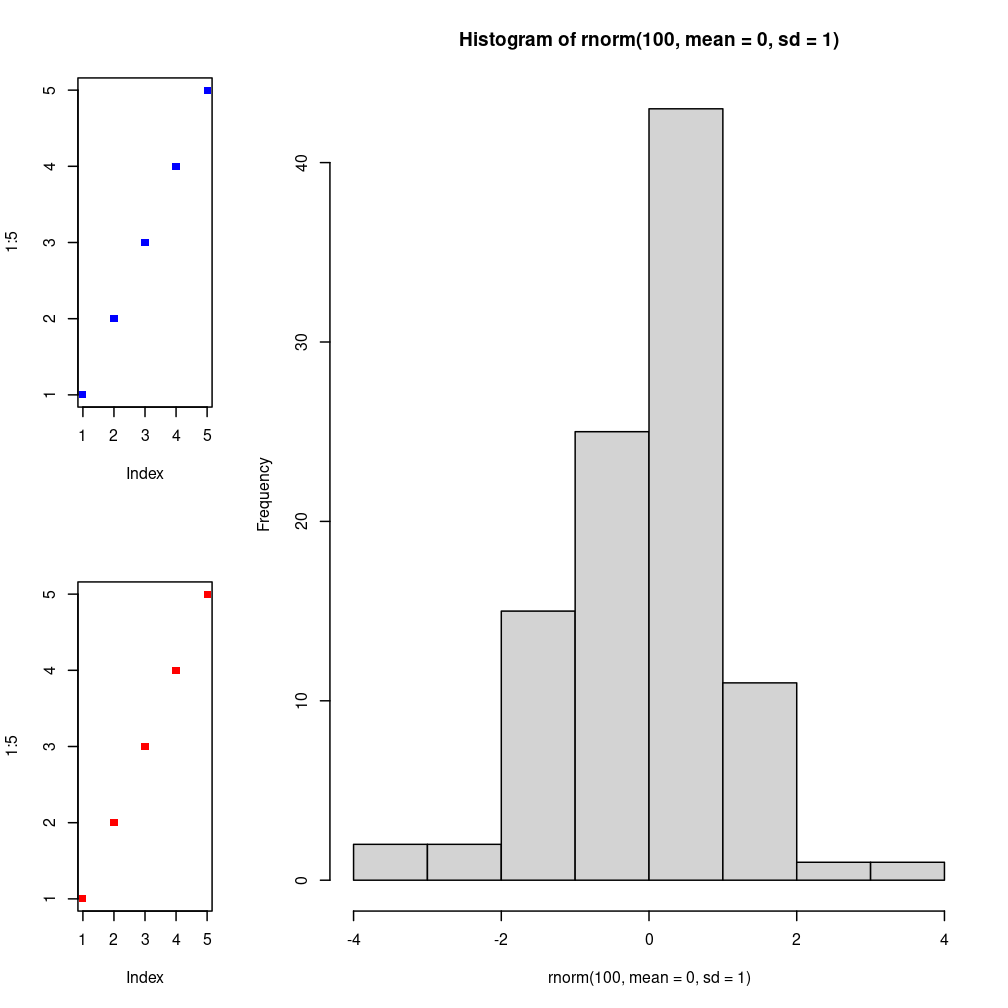 5
4
3
2
1
1:5
1 2 3 4 5
Index
5
4
3
2
1
1:5
1 2 3 4 5
Index
Histogram of rnorm(100, mean = 0, sd = 1)
40
30
20
10
0
Frequency
-4 -2 0 2 4
rnorm(100, mean = 0, sd = 1)